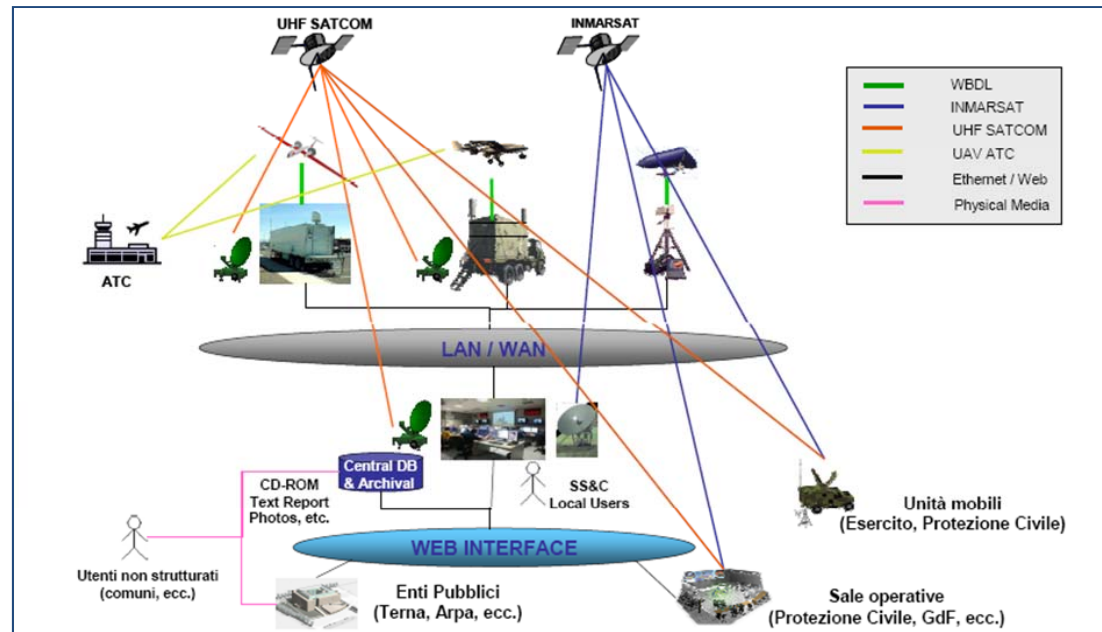 UHF SATCOM
INMARSAT
WBDL
INMARSAT
UHF SATCOM
UAV ATC
Ethernet / Web
Physical Media
ATC
LAN / WAN
Central DB
& Archival
CD-ROM
Text Report
Photos, etc.
SS&C
Local Users
Unità mobili
(Esercito, Protezione Civile)
WEB INTERFACE
Utenti non strutturati
(comuni, ecc.)
Enti Pubblici
(Terna, Arpa, ecc.)
Sale operative
(Protezione Civile, GdF, ecc.)